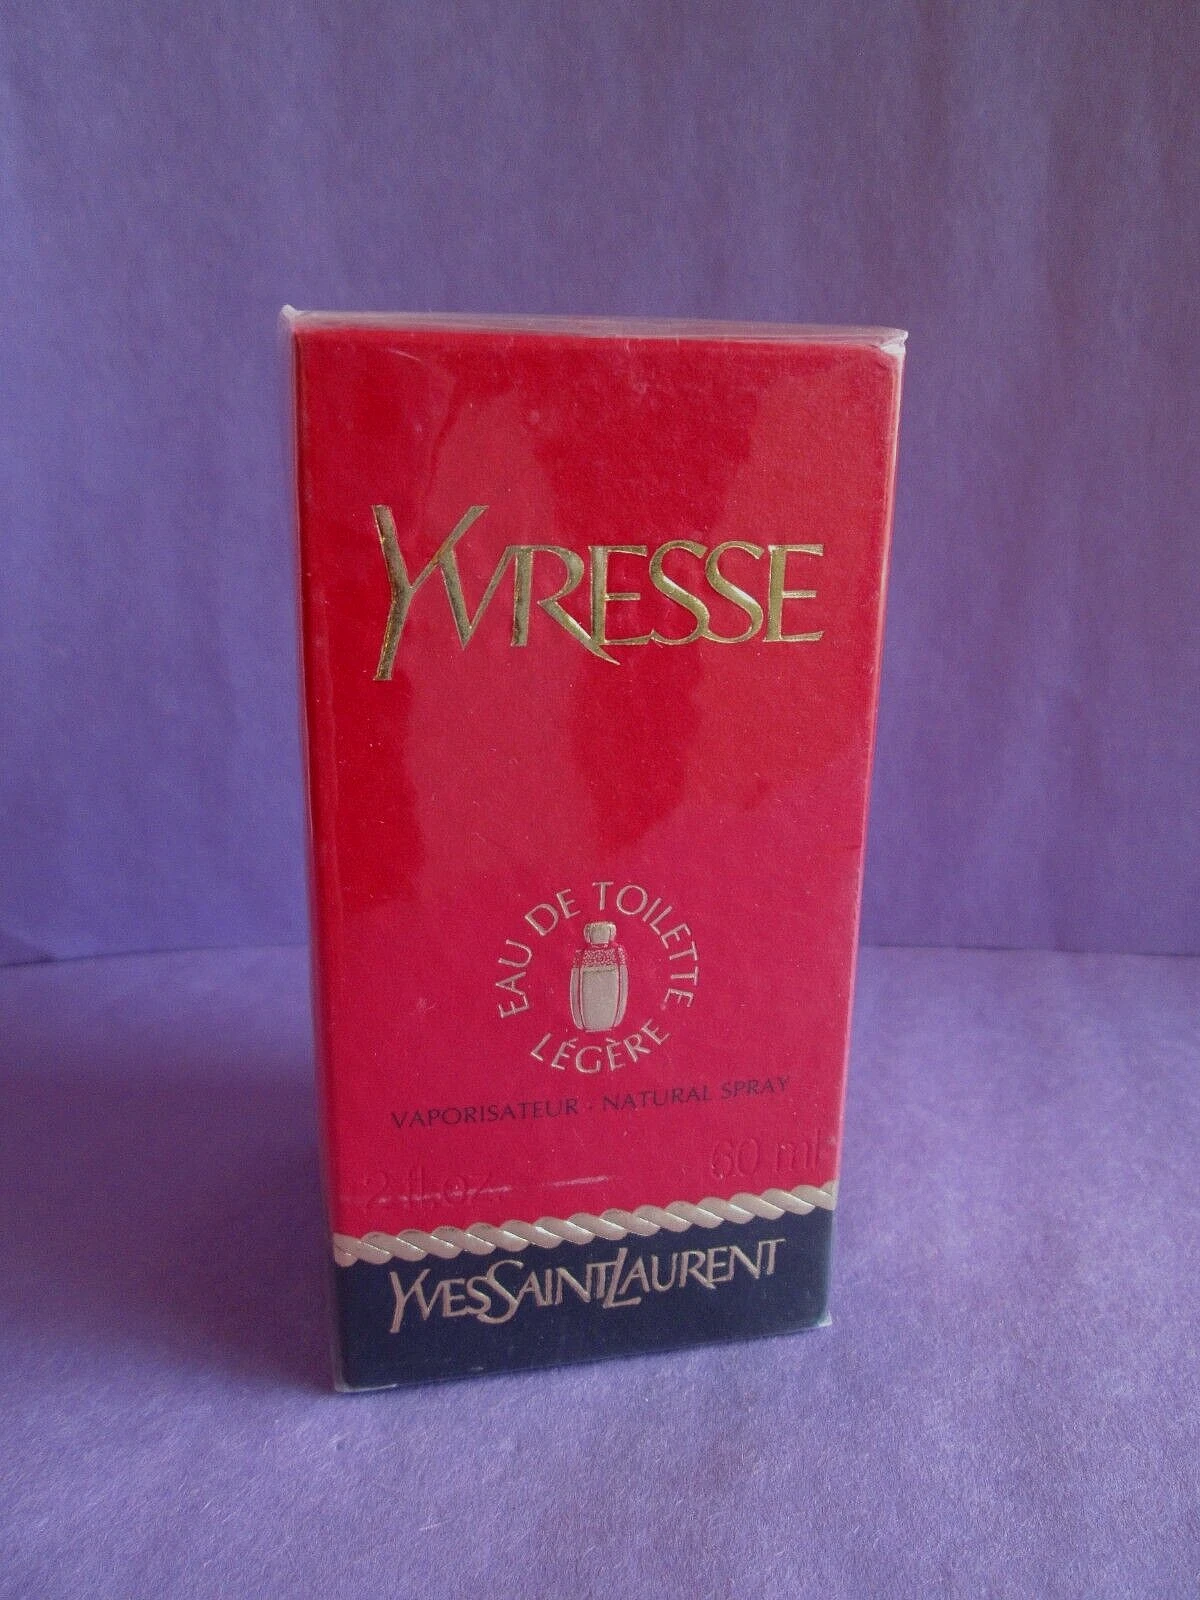 YVRESSE
EAU DE TOILETTE
LÉGÈRE
VAPORISATEUR - NATURAL SPRAY
2 fl.oz. 60 ml
YVESSAINTLAURENT